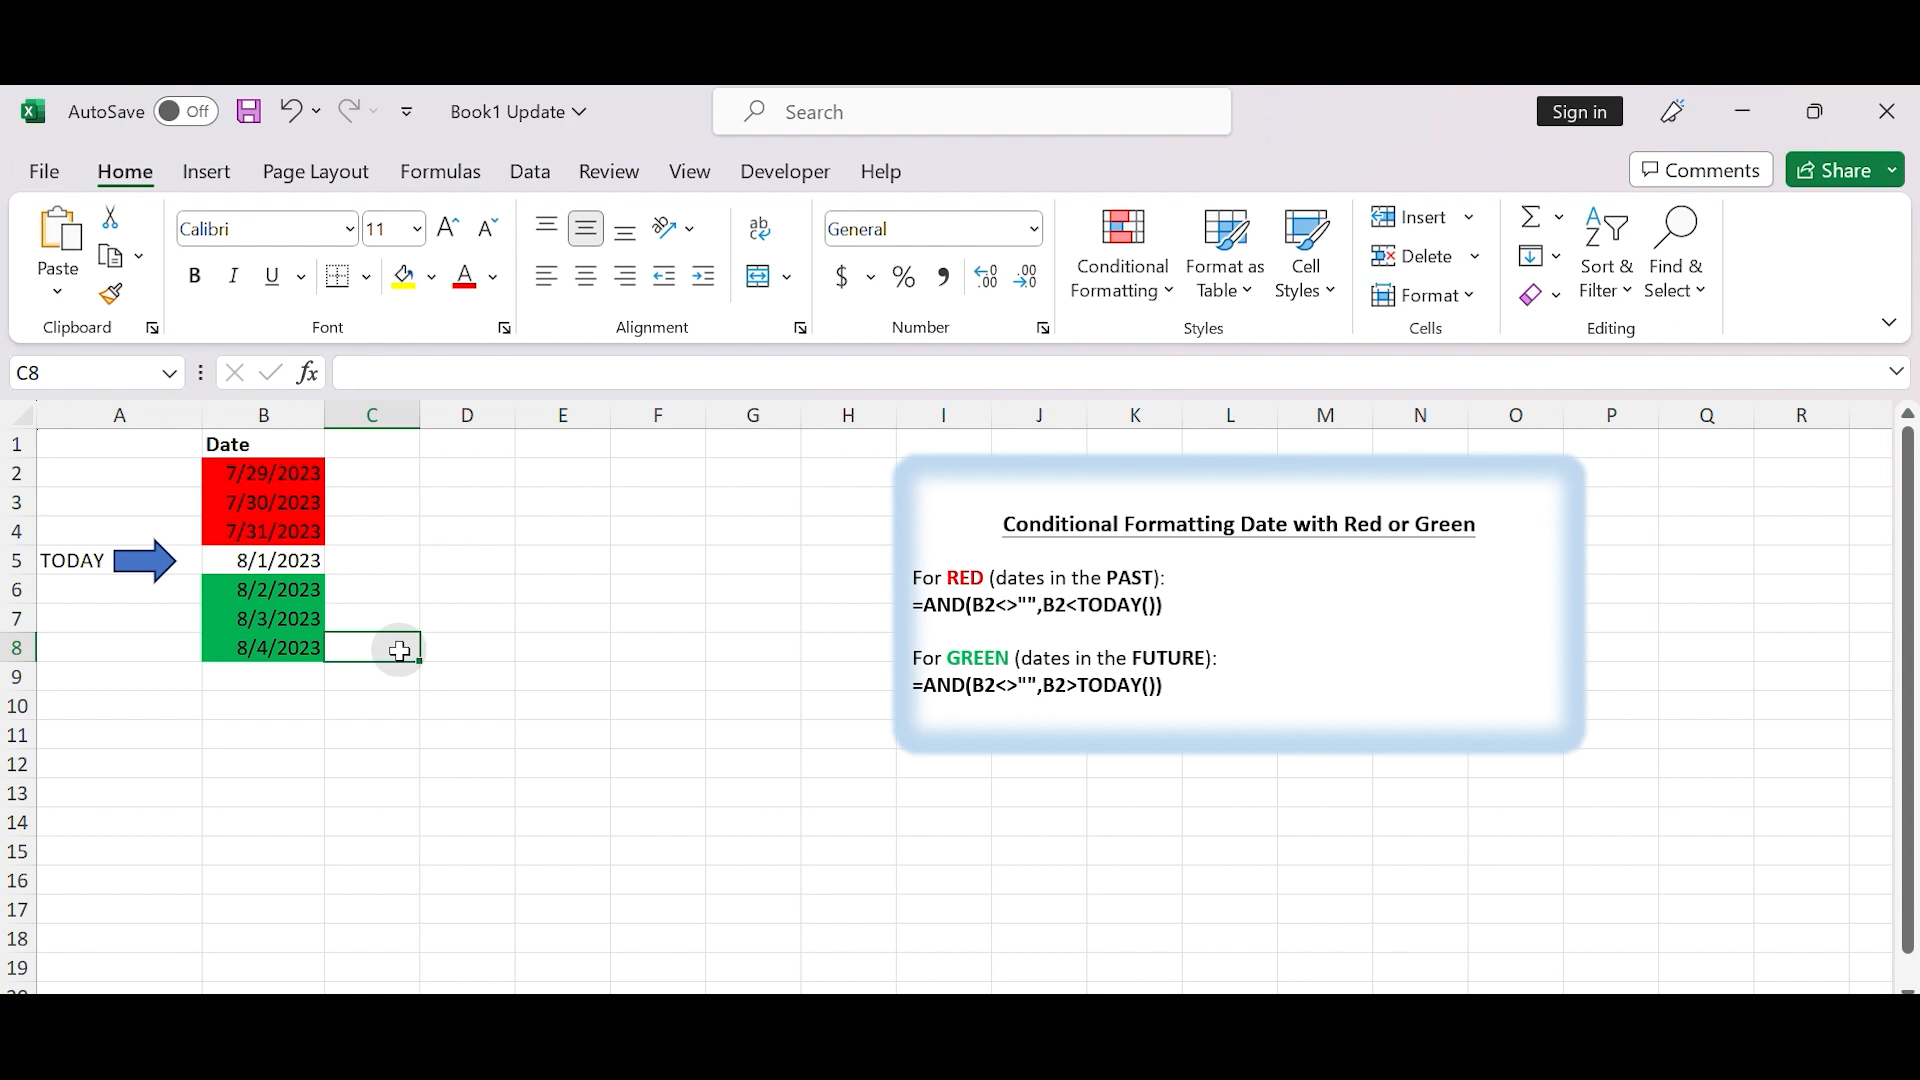 AutoSave Off Book1 Update Search Sign in
File Home Insert Page Layout Formulas Data Review View Developer Help Comments Share
Paste Calibri 11 B I U A General $ % Conditional Formatting Format as Table Cell Styles Insert Delete Format Sort & Filter Find & Select
Clipboard Font Alignment Number Styles Cells Editing
C8 fx
A B C D E F G H I J K L M N O P Q R
1 Date
2 7/29/2023
3 7/30/2023
4 7/31/2023
5 TODAY 8/1/2023
6 8/2/2023
7 8/3/2023
8 8/4/2023
9
10
11
12
13
14
15
16
17
18
19
Conditional Formatting Date with Red or Green
For RED (dates in the PAST):
=AND(B2<>"",B2<TODAY())
For GREEN (dates in the FUTURE):
=AND(B2<>"",B2>TODAY())